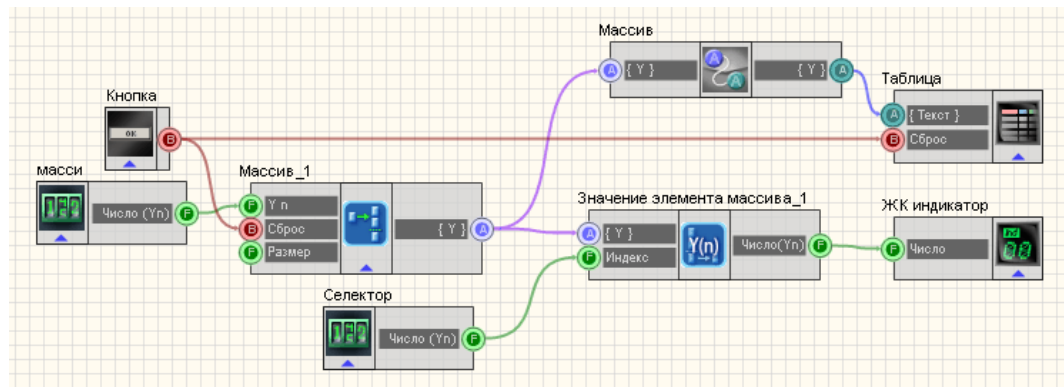 Массив
{ Y }
{ Y }
A
A
A
A
Таблица
A
{ Текст }
B
Сброс
Кнопка
ОК
B
масси
Число (Yn)
F
Массив_1
F
Y n
B
Сброс
F
Размер
{ Y }
A
Значение элемента массива_1
A
{ Y }
F
Индекс
Y(n)
Число(Yn)
F
ЖК индикатор
F
Число
Селектор
Число (Yn)
F